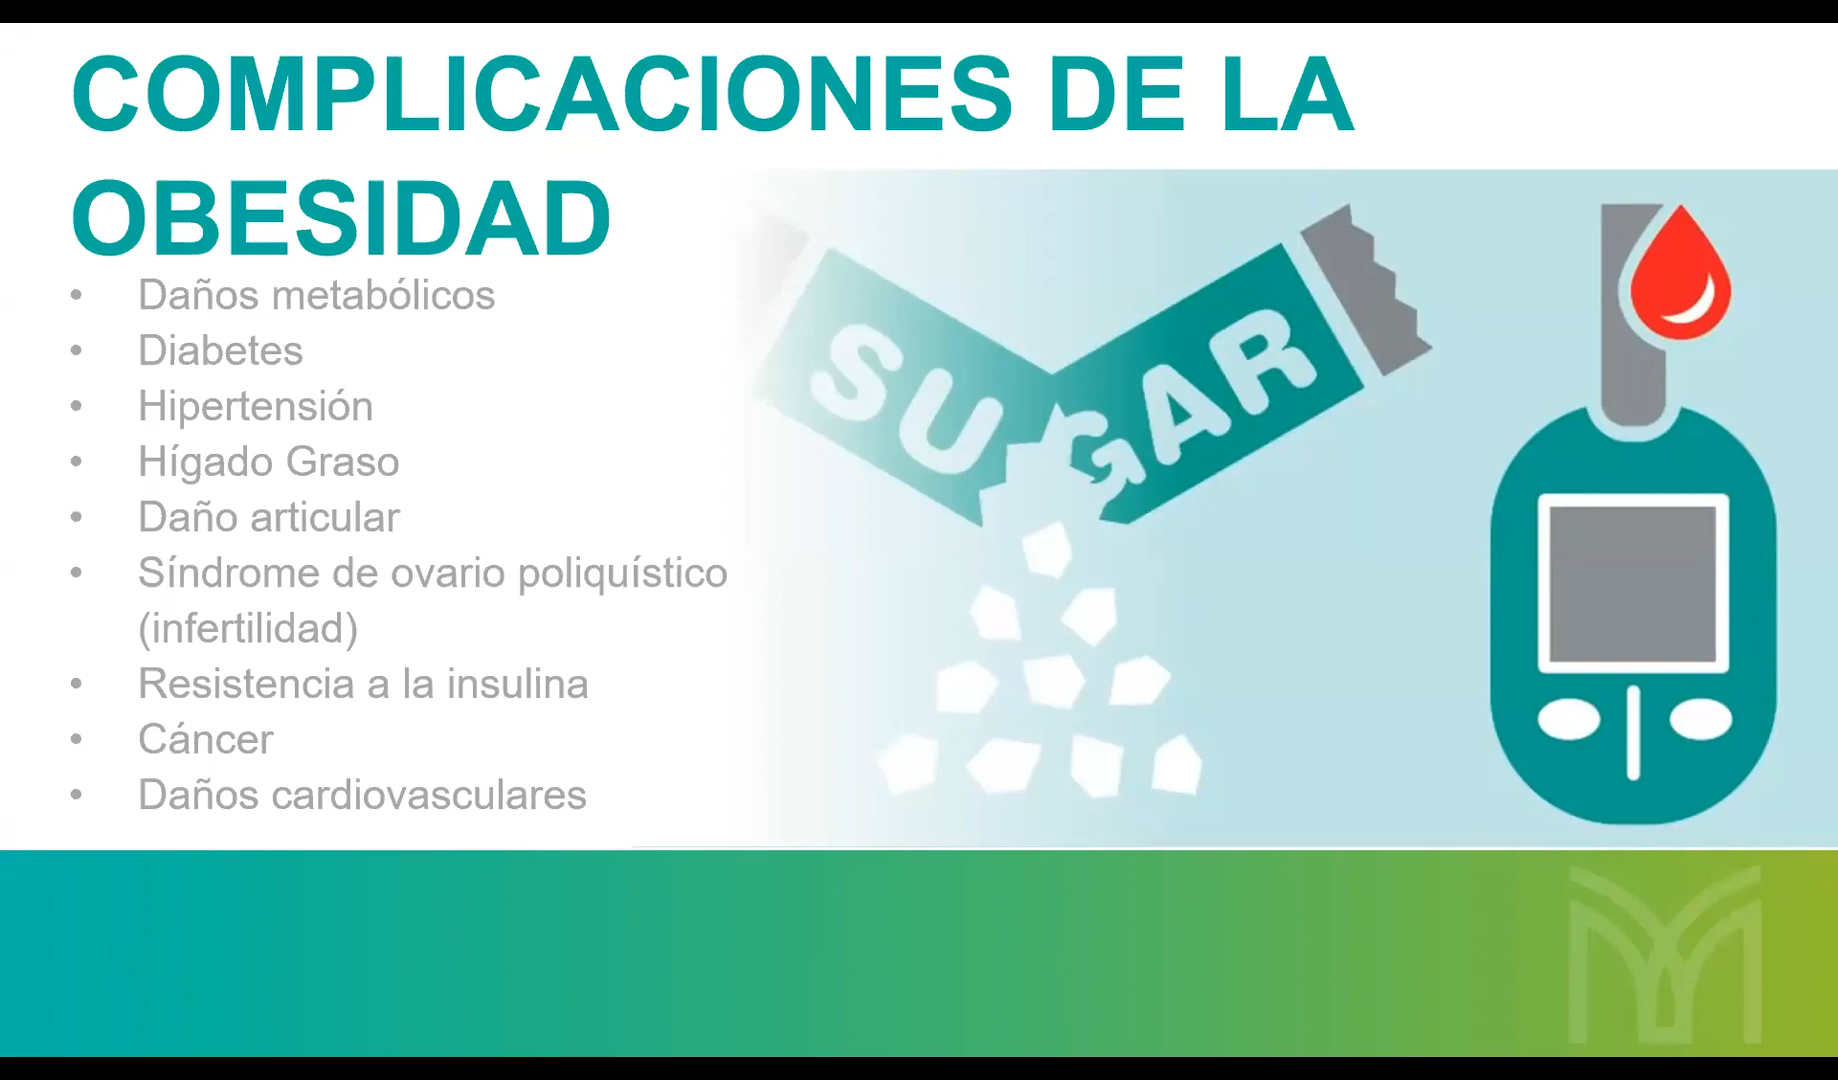 COMPLICACIONES DE LA
OBESIDAD
• Daños metabólicos
• Diabetes
• Hipertensión
• Hígado Graso
• Daño articular
• Síndrome de ovario poliquístico
(infertilidad)
• Resistencia a la insulina
• Cáncer
• Daños cardiovasculares
SUGAR